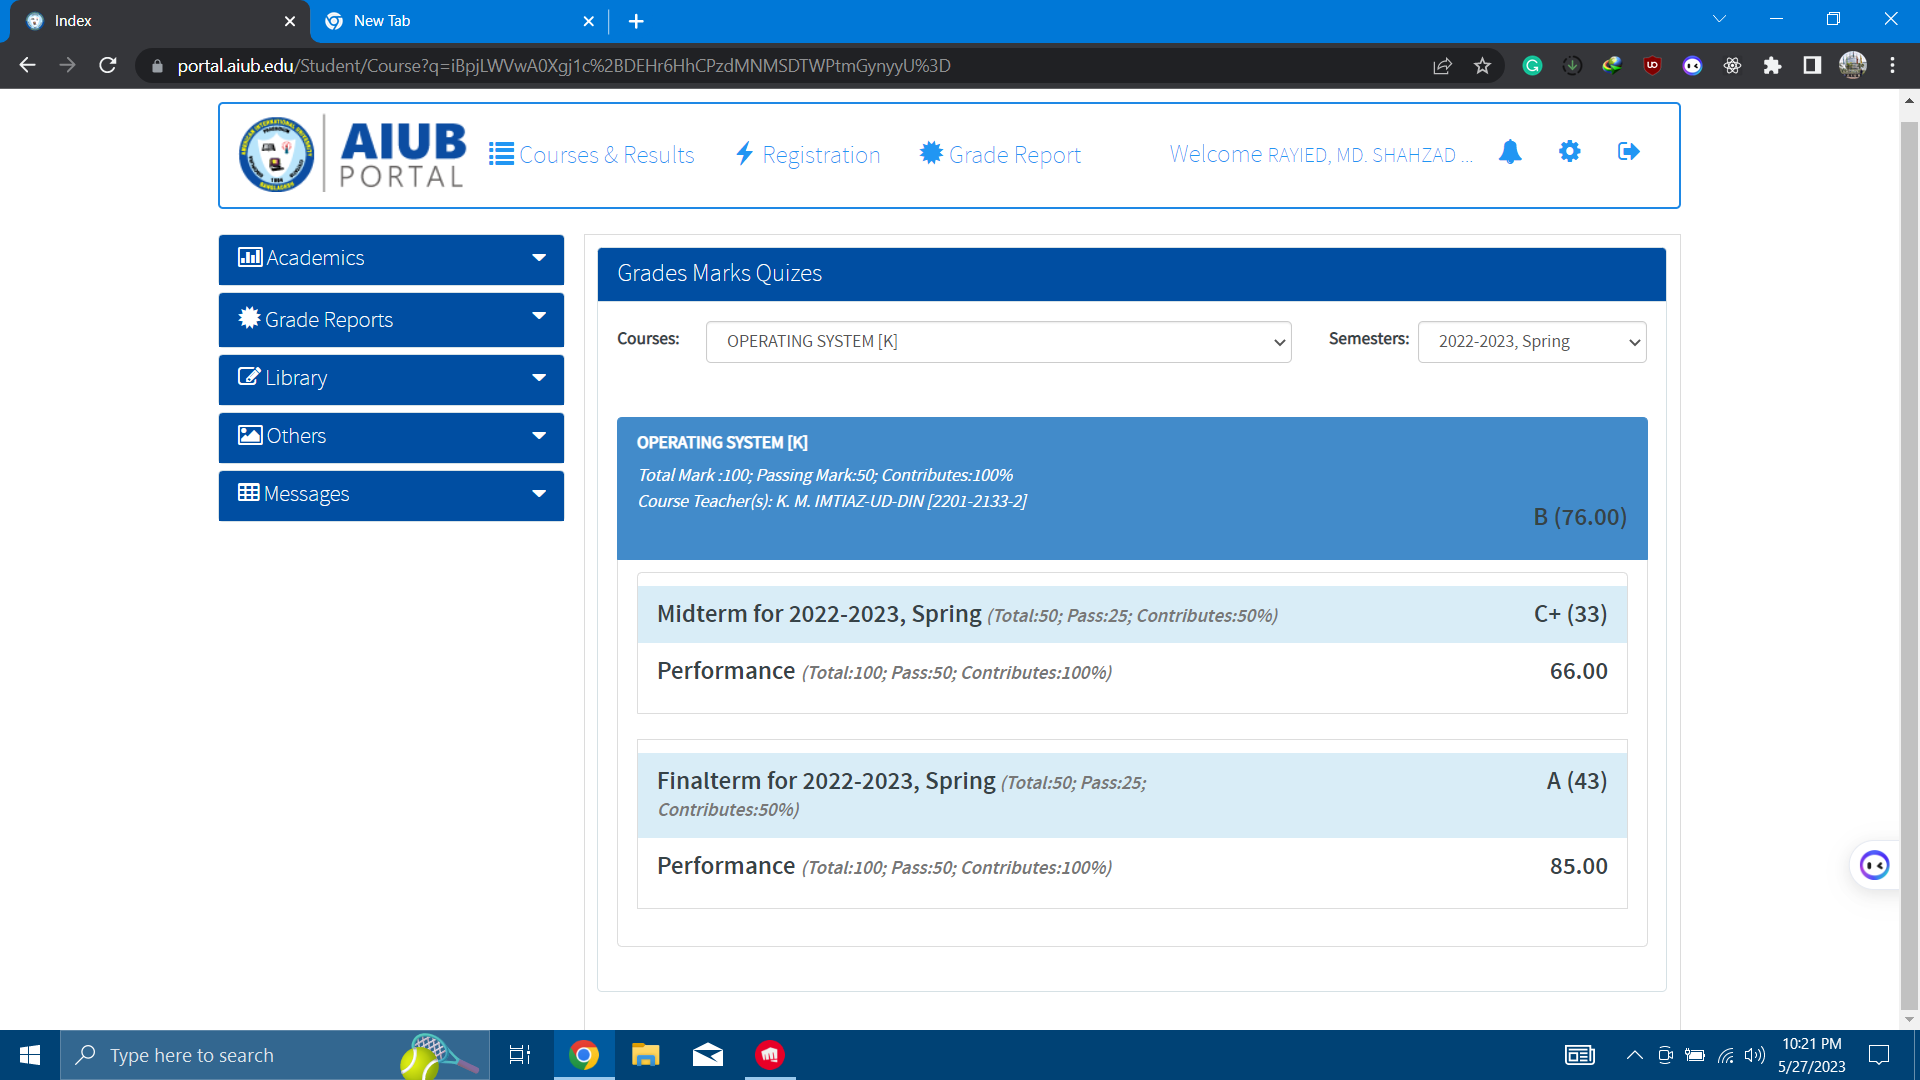 Index
New Tab
portal.aiub.edu/Student/Course?q=iBpjLWVwA0Xgj1c%2BDEHr6HhCPzdMNMSDTWPtmGynyyU%3D
AIUB
PORTAL
Courses & Results
Registration
Grade Report
Welcome RAYIED, MD. SHAHZAD ...
Academics
Grade Reports
Library
Others
Messages
Grades Marks Quizes
Courses:
OPERATING SYSTEM [K]
Semesters:
2022-2023, Spring
OPERATING SYSTEM [K]
Total Mark :100; Passing Mark:50; Contributes:100%
Course Teacher(s): K. M. IMTIAZ-UD-DIN [2201-2133-2]
B (76.00)
Midterm for 2022-2023, Spring (Total:50; Pass:25; Contributes:50%)
C+ (33)
Performance (Total:100; Pass:50; Contributes:100%)
66.00
Finalterm for 2022-2023, Spring (Total:50; Pass:25;
Contributes:50%)
A (43)
Performance (Total:100; Pass:50; Contributes:100%)
85.00
Type here to search
10:21 PM
5/27/2023